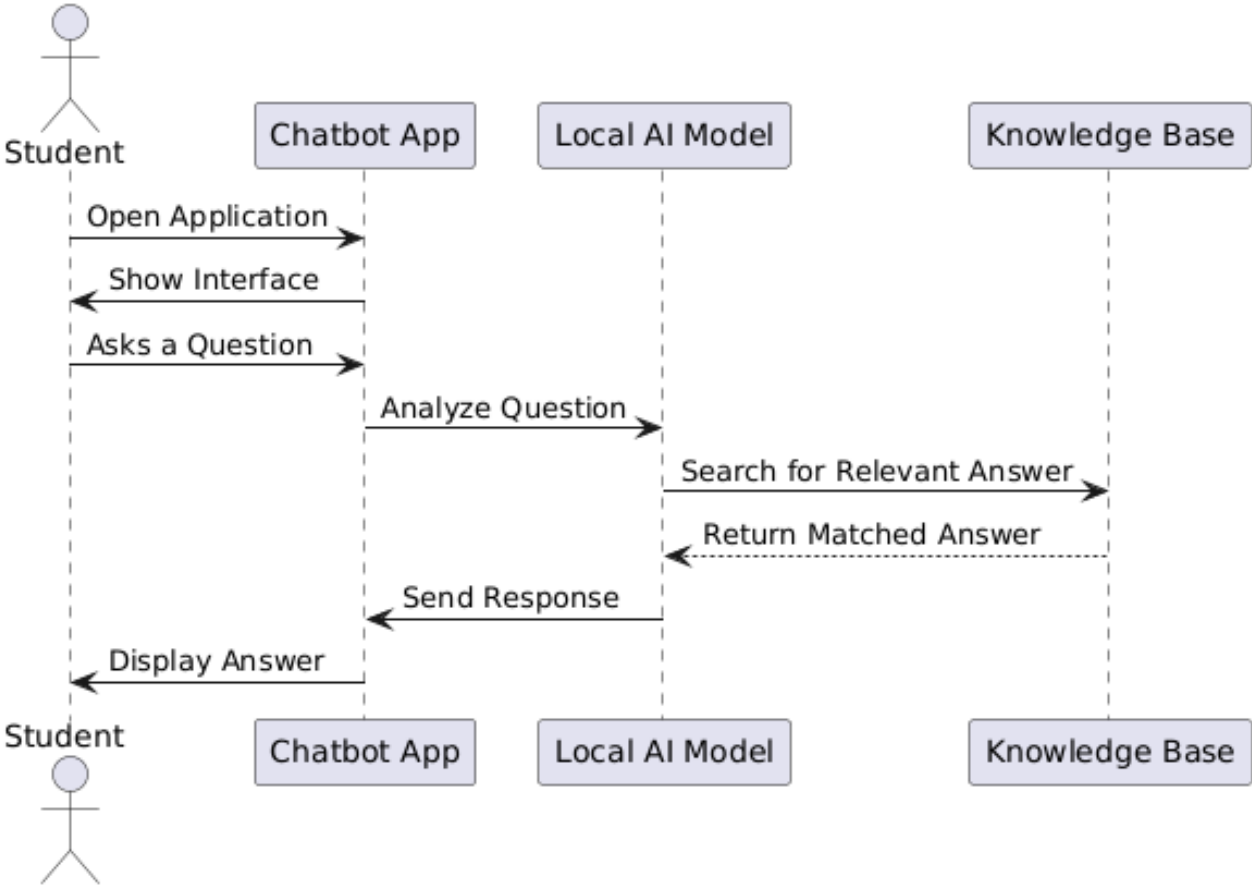 Student
Chatbot App
Local AI Model
Knowledge Base
Open Application
Show Interface
Asks a Question
Analyze Question
Search for Relevant Answer
Return Matched Answer
Send Response
Display Answer
Student
Chatbot App
Local AI Model
Knowledge Base